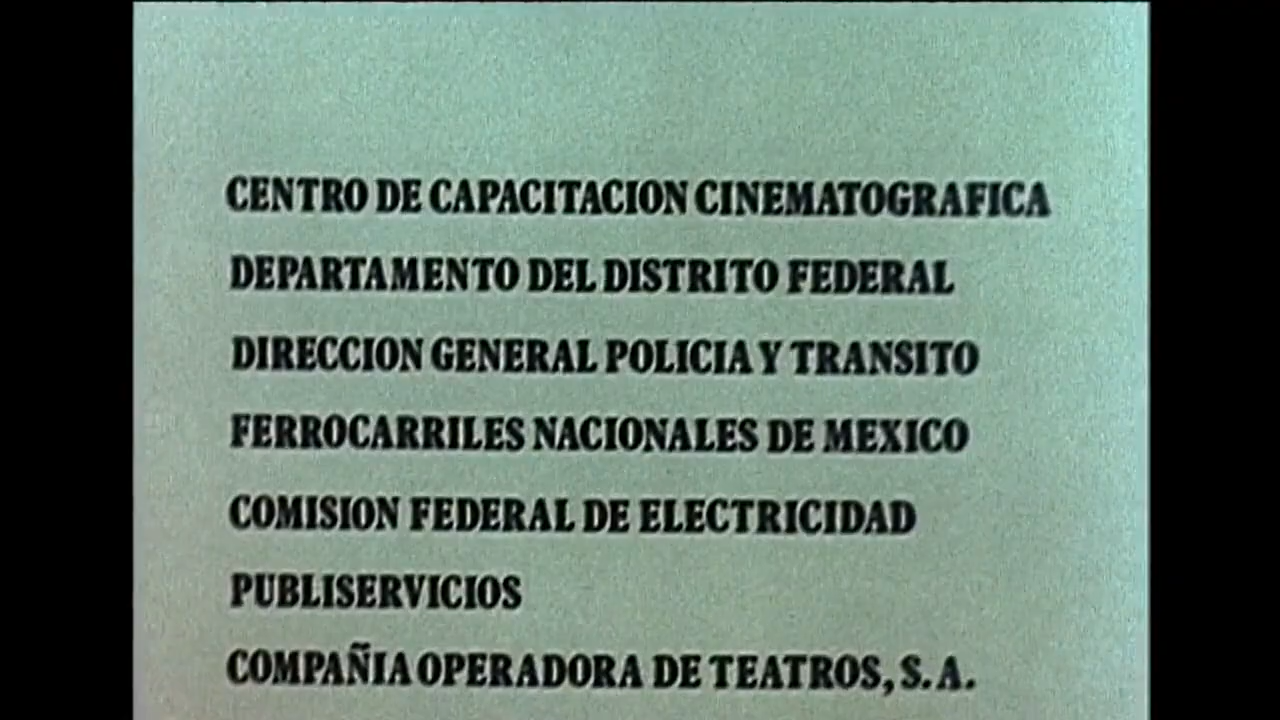 CENTRO DE CAPACITACION CINEMATOGRAFICA
DEPARTAMENTO DEL DISTRITO FEDERAL
DIRECCION GENERAL POLICIA Y TRANSITO
FERROCARRILES NACIONALES DE MEXICO
COMISION FEDERAL DE ELECTRICIDAD
PUBLISERVICIOS
COMPAÑIA OPERADORA DE TEATROS, S.A.